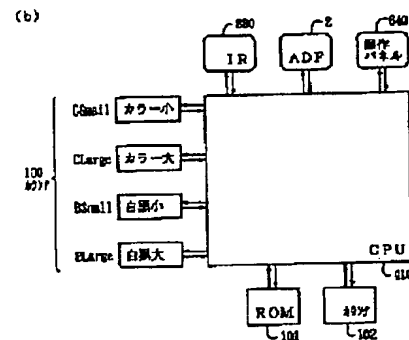 (b)
2
640
IR
ADF
操作
パネル
CSmall
カラー小
CLarge
カラー大
100
カウンタ
BSmall
白黒小
BLarge
白黒大
CPU
ROM
カウンタ
101
102